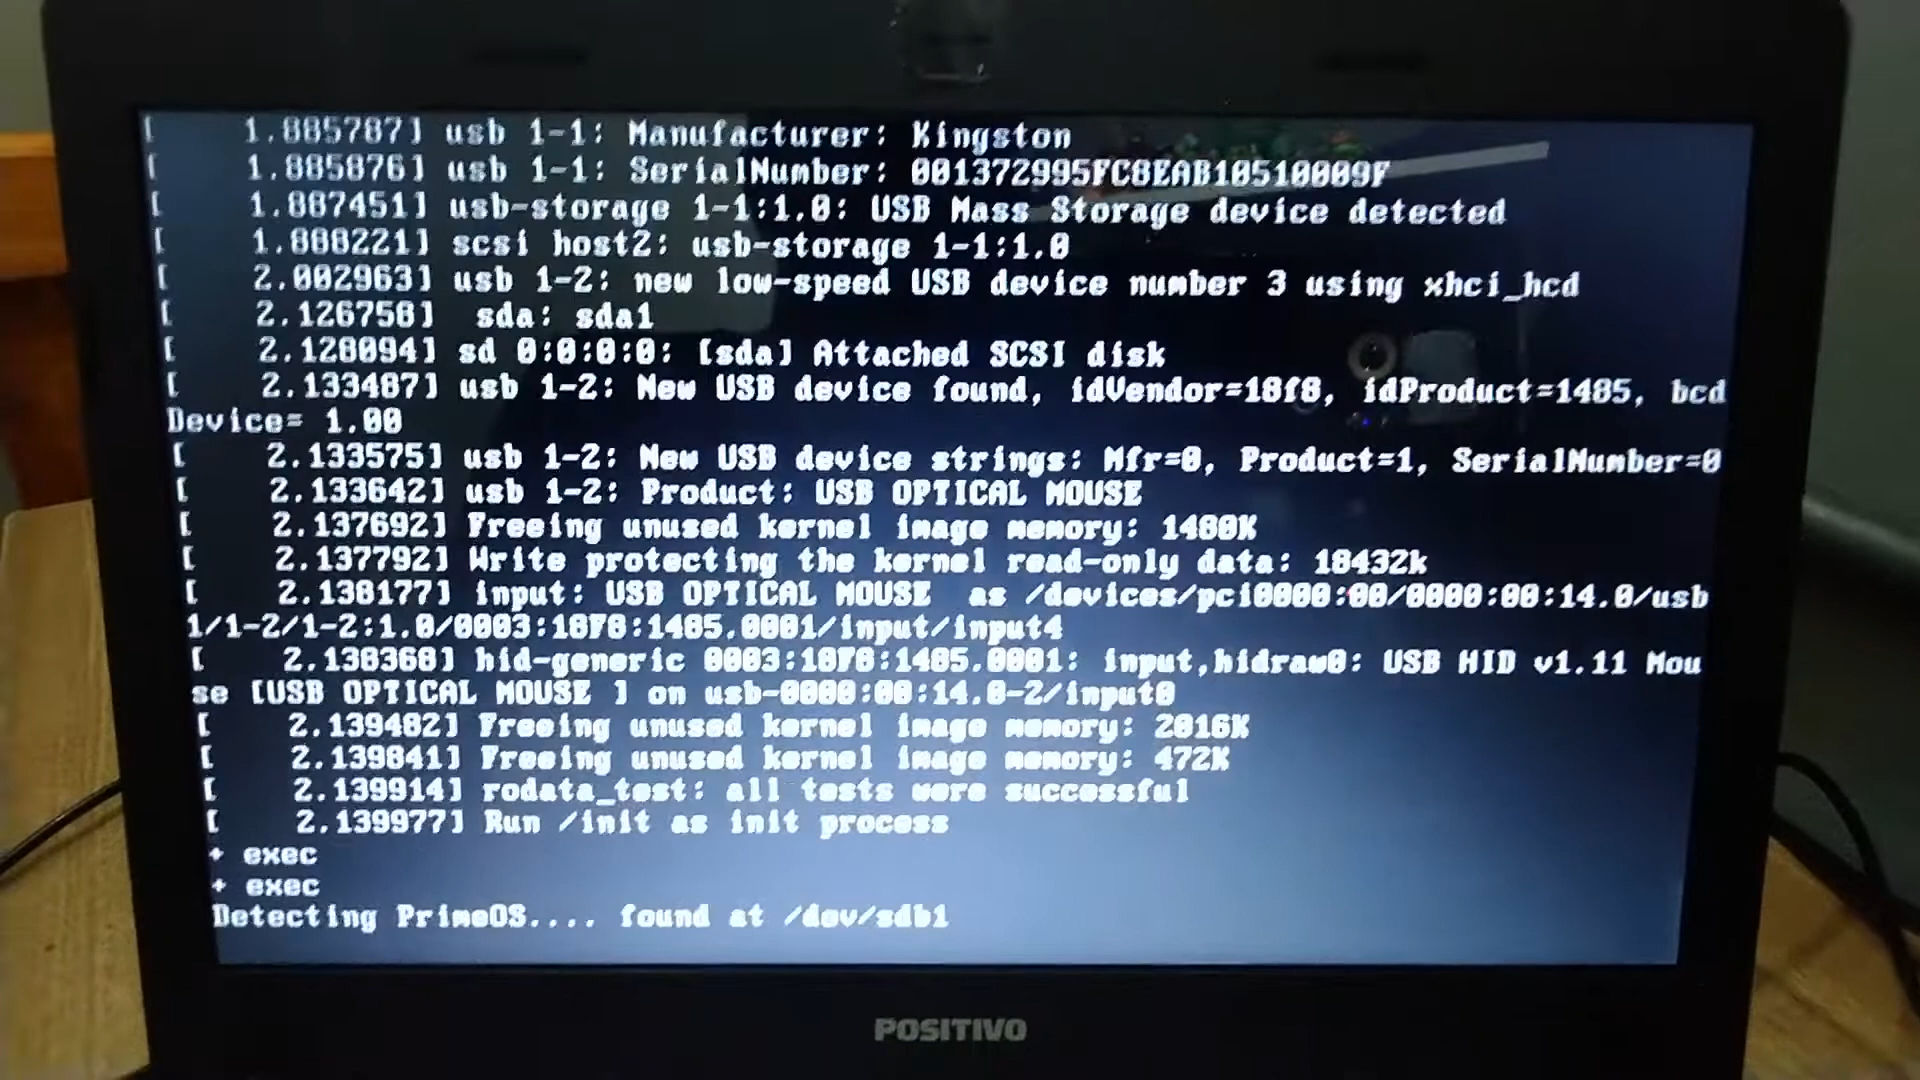 [    1.885787] usb 1-1: Manufacturer: Kingston
[    1.885876] usb 1-1: SerialNumber: 001372995FC8EAB10510009F
[    1.887451] usb-storage 1-1:1.0: USB Mass Storage device detected
[    1.888221] scsi host2: usb-storage 1-1:1.0
[    2.002963] usb 1-2: new low-speed USB device number 3 using xhci_hcd
[    2.126758]  sda: sda1
[    2.128094] sd 0:0:0:0: [sda] Attached SCSI disk
[    2.133487] usb 1-2: New USB device found, idVendor=18f8, idProduct=1485, bcd
Device= 1.00
[    2.133575] usb 1-2: New USB device strings: Mfr=0, Product=1, SerialNumber=0
[    2.133642] usb 1-2: Product: USB OPTICAL MOUSE
[    2.137692] Freeing unused kernel image memory: 1480K
[    2.137792] Write protecting the kernel read-only data: 18432k
[    2.138177] input: USB OPTICAL MOUSE  as /devices/pci0000:00/0000:00:14.0/usb
1/1-2/1-2:1.0/0003:18F8:1485.0001/input/input4
[    2.138368] hid-generic 0003:18F8:1485.0001: input,hidraw0: USB HID v1.11 Mou
se [USB OPTICAL MOUSE ] on usb-0000:00:14.0-2/input0
[    2.139482] Freeing unused kernel image memory: 2016K
[    2.139841] Freeing unused kernel image memory: 472K
[    2.139914] rodata_test: all tests were successful
[    2.139977] Run /init as init process
+ exec
+ exec
Detecting PrimeOS.... found at /dev/sdb1
POSITIVO